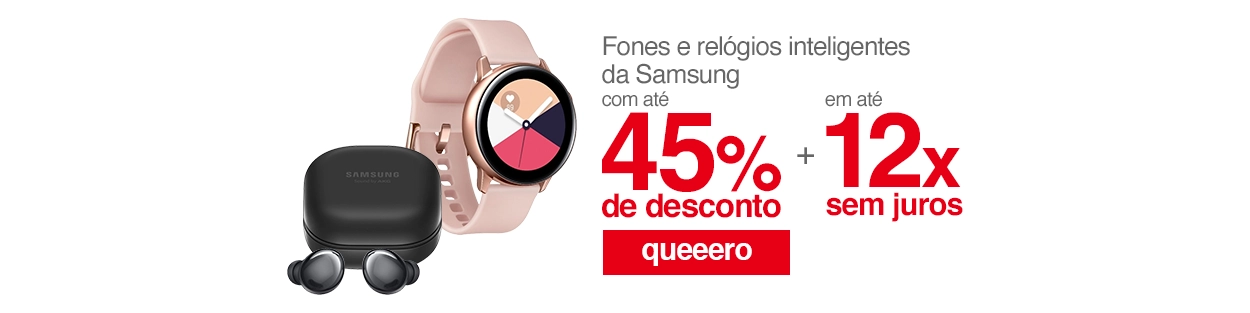 Fones e relógios inteligentes
da Samsung
com até
45%
de desconto
+
em até
12x
sem juros
queeero
SAMSUNG